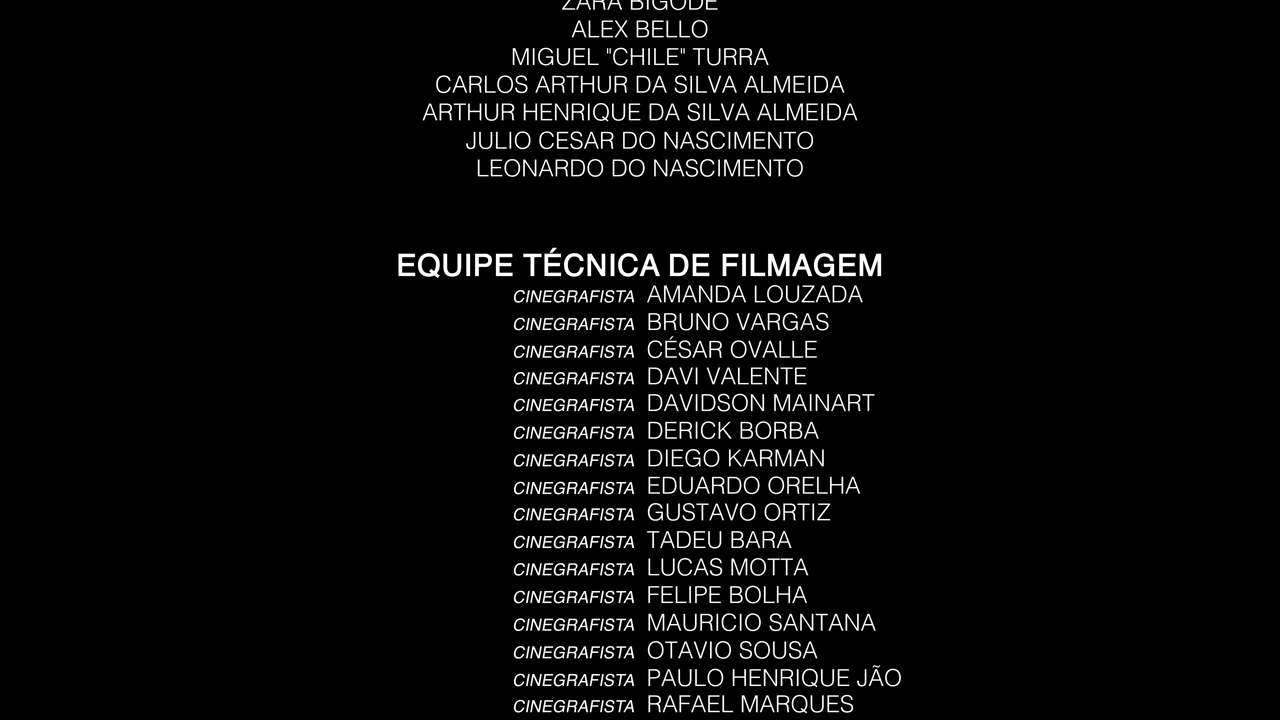 ZARA BIGODE
ALEX BELLO
MIGUEL "CHILE" TURRA
CARLOS ARTHUR DA SILVA ALMEIDA
ARTHUR HENRIQUE DA SILVA ALMEIDA
JULIO CESAR DO NASCIMENTO
LEONARDO DO NASCIMENTO
EQUIPE TÉCNICA DE FILMAGEM
CINEGRAFISTA AMANDA LOUZADA
CINEGRAFISTA BRUNO VARGAS
CINEGRAFISTA CÉSAR OVALLE
CINEGRAFISTA DAVI VALENTE
CINEGRAFISTA DAVIDSON MAINART
CINEGRAFISTA DERICK BORBA
CINEGRAFISTA DIEGO KARMAN
CINEGRAFISTA EDUARDO ORELHA
CINEGRAFISTA GUSTAVO ORTIZ
CINEGRAFISTA TADEU BARA
CINEGRAFISTA LUCAS MOTTA
CINEGRAFISTA FELIPE BOLHA
CINEGRAFISTA MAURICIO SANTANA
CINEGRAFISTA OTAVIO SOUSA
CINEGRAFISTA PAULO HENRIQUE JÃO
CINEGRAFISTA RAFAEL MARQUES